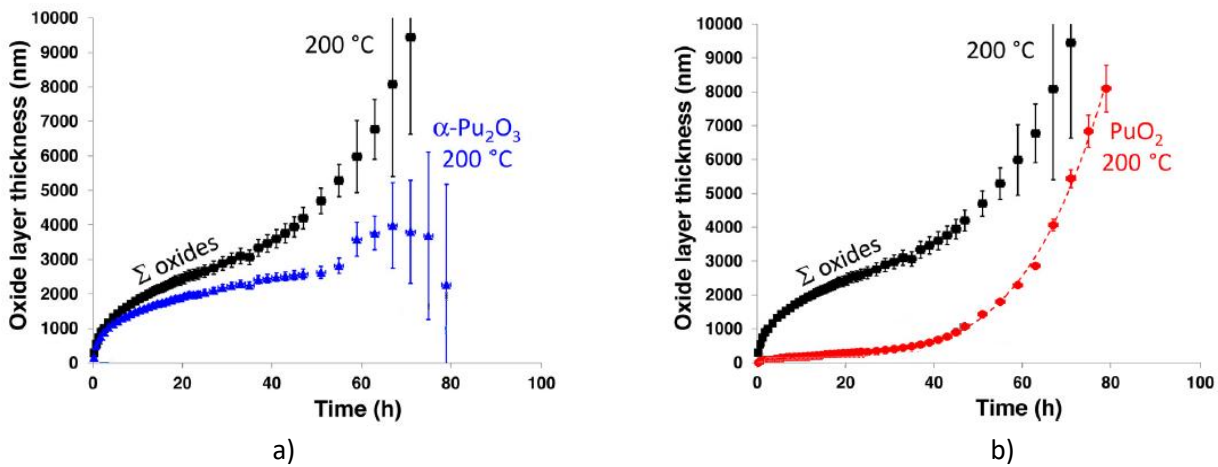 10000
9000
8000
7000
6000
5000
4000
3000
2000
1000
0
Oxide layer thickness (nm)
200 °C
α-Pu₂O₃
200 °C
Σ oxides
0 20 40 60 80 100
Time (h)
a)
10000
9000
8000
7000
6000
5000
4000
3000
2000
1000
0
Oxide layer thickness (nm)
200 °C
PuO₂
200 °C
Σ oxides
0 20 40 60 80 100
Time (h)
b)